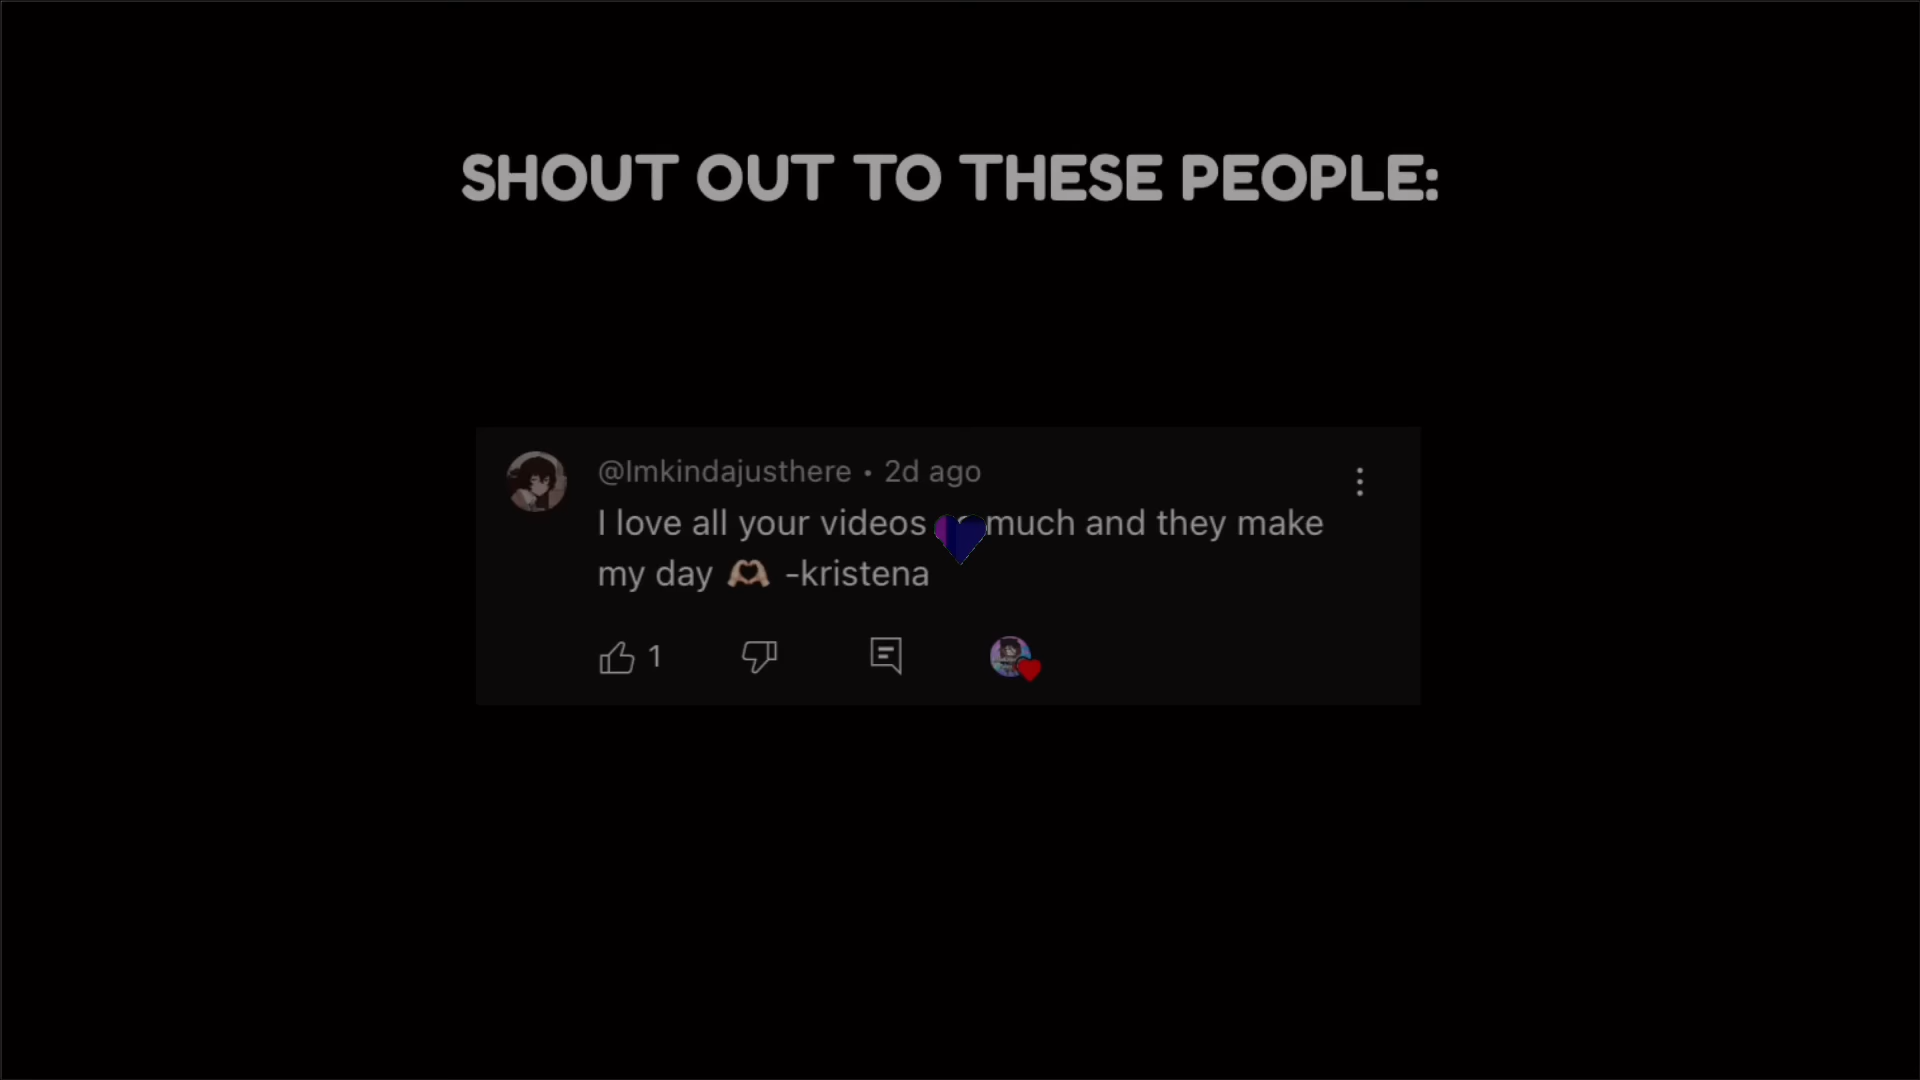 SHOUT OUT TO THESE PEOPLE:
@Imkindajusthere • 2d ago
I love all your videos much and they make
my day 🫶🏼 -kristena
1